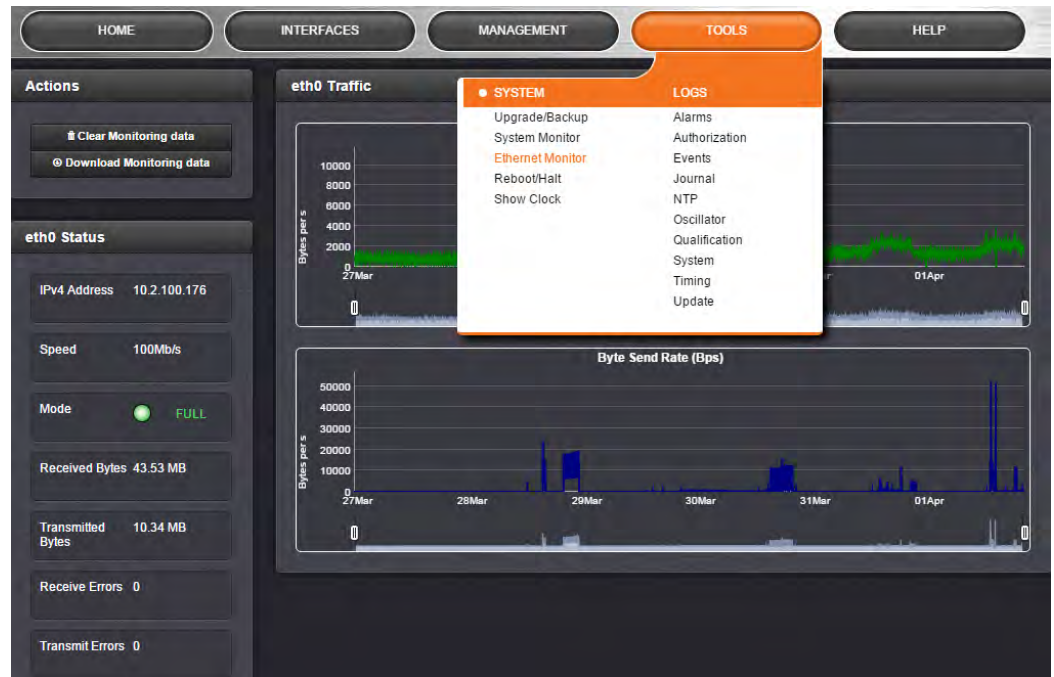 HOME
INTERFACES
MANAGEMENT
TOOLS
HELP
Actions
Clear Monitoring data
Download Monitoring data
eth0 Status
IPv4 Address 10.2.100.176
Speed 100Mb/s
Mode FULL
Received Bytes 43.53 MB
Transmitted Bytes 10.34 MB
Receive Errors 0
Transmit Errors 0
eth0 Traffic
SYSTEM
Upgrade/Backup
System Monitor
Ethernet Monitor
Reboot/Halt
Show Clock
LOGS
Alarms
Authorization
Events
Journal
NTP
Oscillator
Qualification
System
Timing
Update
Bytes per s
10000
8000
6000
4000
2000
0
27Mar
01Apr
Byte Send Rate (Bps)
Bytes per s
50000
40000
30000
20000
10000
0
27Mar 28Mar 29Mar 30Mar 31Mar 01Apr